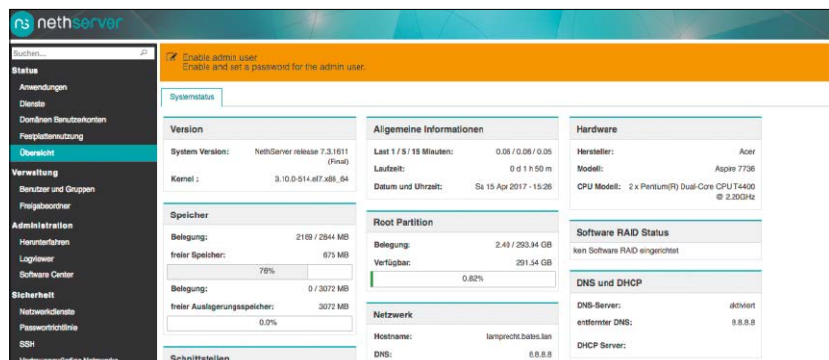 ns nethserver
Suchen...
Status
Anwendungen
Dienste
Domänen Benutzerkonten
Festplattennutzung
Übersicht
Verwaltung
Benutzer und Gruppen
Freigabeordner
Administration
Herunterfahren
Logviewer
Software Center
Sicherheit
Netzwerkdienste
Passwortrichtlinie
SSH
Enable admin user
Enable and set a password for the admin user.
Systemstatus
Version
System Version: NethServer release 7.3.1611
(Final)
Kernel : 3.10.0-514.el7.x86_64
Speicher
Belegung: 2169 / 2844 MB
freier Speicher: 675 MB
76%
Belegung: 0 / 3072 MB
freier Auslagerungsspeicher: 3072 MB
0.0%
Schnittstellen
Allgemeine Informationen
Last 1 / 5 / 15 Minuten: 0.06 / 0.06 / 0.05
Laufzeit: 0 d 1 h 50 m
Datum und Uhrzeit: Sa 15 Apr 2017 - 15:26
Root Partition
Belegung: 2.40 / 293.94 GB
Verfügbar: 291.54 GB
0.82%
Netzwerk
Hostname: lamprecht.bates.lan
DNS: 8.8.8.8
Hardware
Hersteller: Acer
Modell: Aspire 7736
CPU Modell: 2 x Pentium(R) Dual-Core CPU T4400
@ 2.20GHz
Software RAID Status
kein Software RAID eingerichtet
DNS und DHCP
DNS-Server: aktiviert
entfernter DNS: 8.8.8.8
DHCP Server: